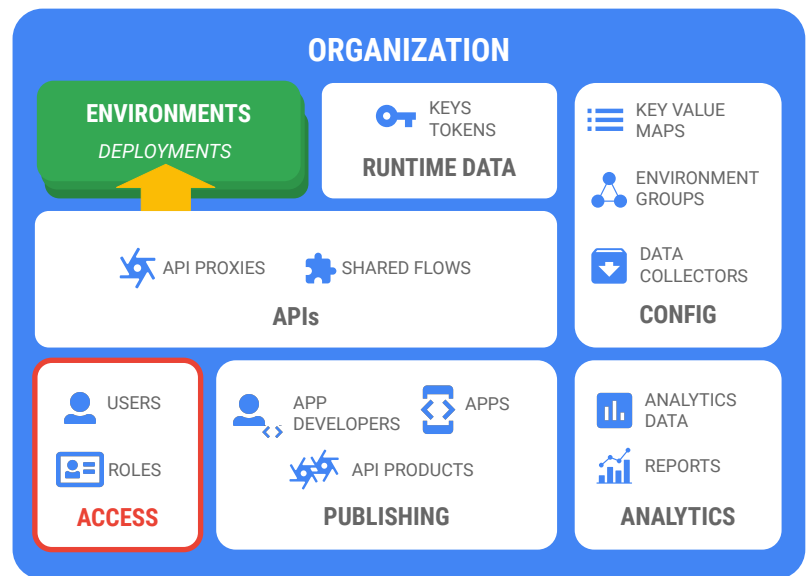 ORGANIZATION
ENVIRONMENTS
DEPLOYMENTS
KEYS
TOKENS
RUNTIME DATA
KEY VALUE
MAPS
ENVIRONMENT
GROUPS
DATA
COLLECTORS
CONFIG
API PROXIES
SHARED FLOWS
APIs
USERS
ROLES
ACCESS
APP
DEVELOPERS
APPS
API PRODUCTS
PUBLISHING
ANALYTICS
DATA
REPORTS
ANALYTICS